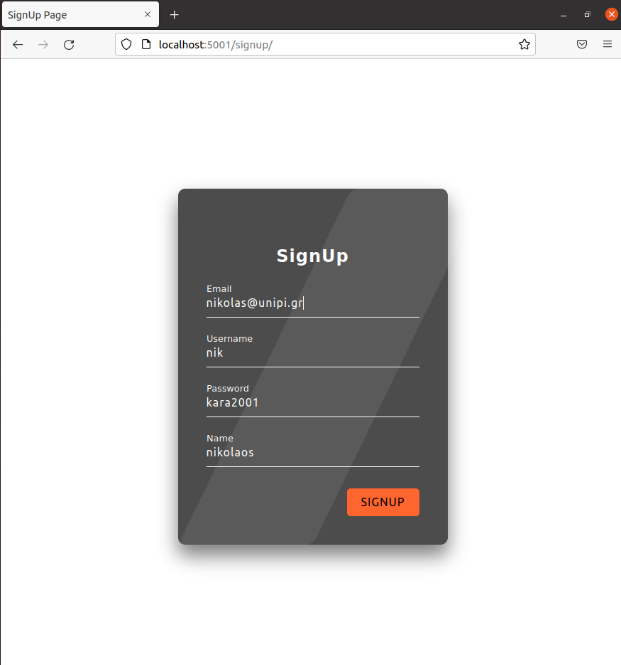 SignUp Page
localhost:5001/signup/
SignUp
Email
nikolas@unipi.gr
Username
nik
Password
kara2001
Name
nikolaos
SIGNUP